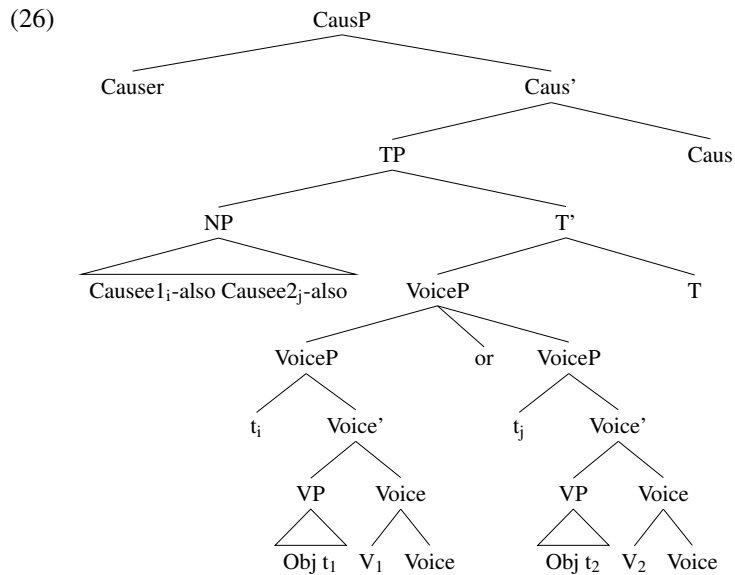 (26)
CausP
Causer Caus’
TP Caus
NP T’
Causee1i-also Causee2j-also VoiceP T
VoiceP or VoiceP
ti Voice’ tj Voice’
VP Voice VP Voice
Obj t1 V1 Voice Obj t2 V2 Voice